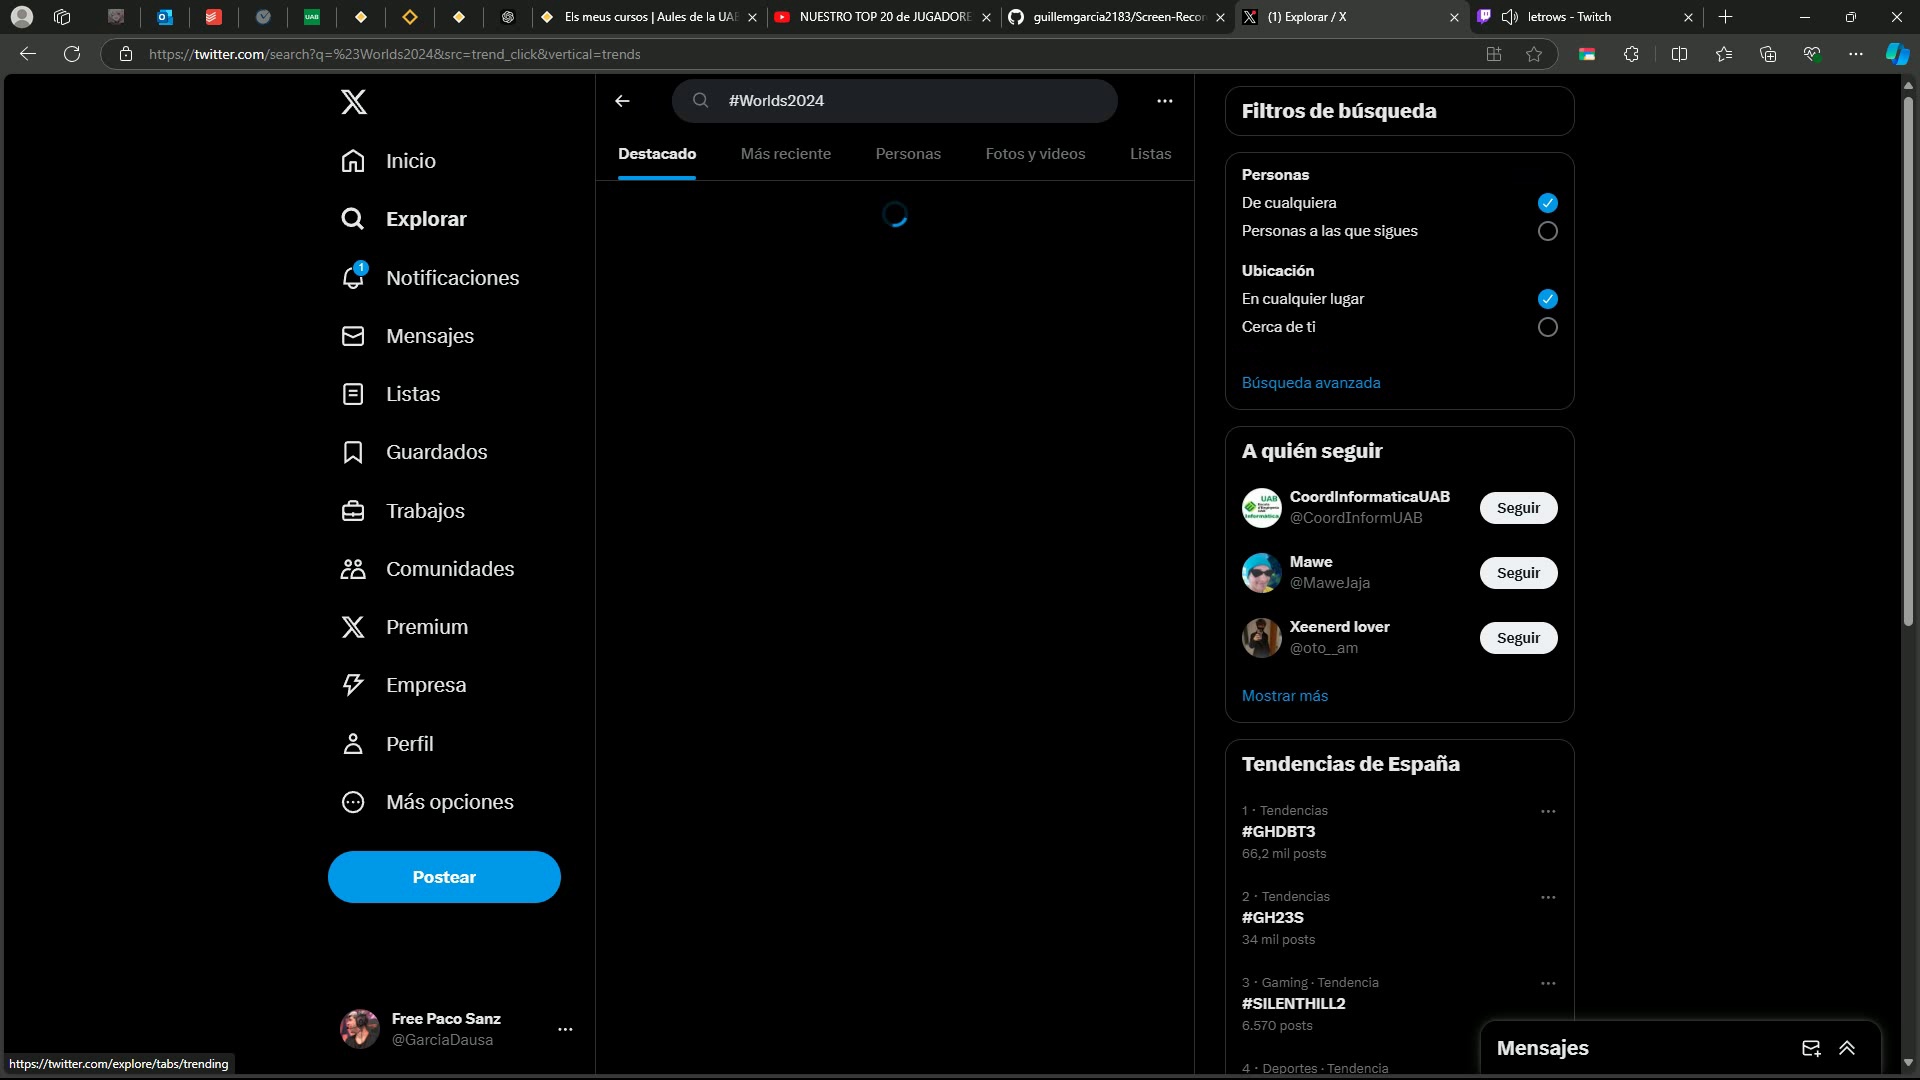 UAB
Els meus cursos | Aules de la UAB
NUESTRO TOP 20 de JUGADORE
guillemgarcia2183/Screen-Recor
(1) Explorar / X
letrows - Twitch
https://twitter.com/search?q=%23Worlds2024&src=trend_click&vertical=trends
#Worlds2024
Destacado
Más reciente
Personas
Fotos y videos
Listas
Inicio
Explorar
1
Notificaciones
Mensajes
Listas
Guardados
Trabajos
Comunidades
Premium
Empresa
Perfil
Más opciones
Postear
Free Paco Sanz
@GarciaDausa
https://twitter.com/explore/tabs/trending
Filtros de búsqueda
Personas
De cualquiera
Personas a las que sigues
Ubicación
En cualquier lugar
Cerca de ti
Búsqueda avanzada
A quién seguir
CoordInformaticaUAB
@CoordInformUAB
Seguir
Mawe
@MaweJaja
Seguir
Xeenerd lover
@oto__am
Seguir
Mostrar más
Tendencias de España
1 · Tendencias
#GHDBT3
66,2 mil posts
2 · Tendencias
#GH23S
34 mil posts
3 · Gaming · Tendencia
#SILENTHILL2
6.570 posts
4 · Deportes · Tendencia
Mensajes